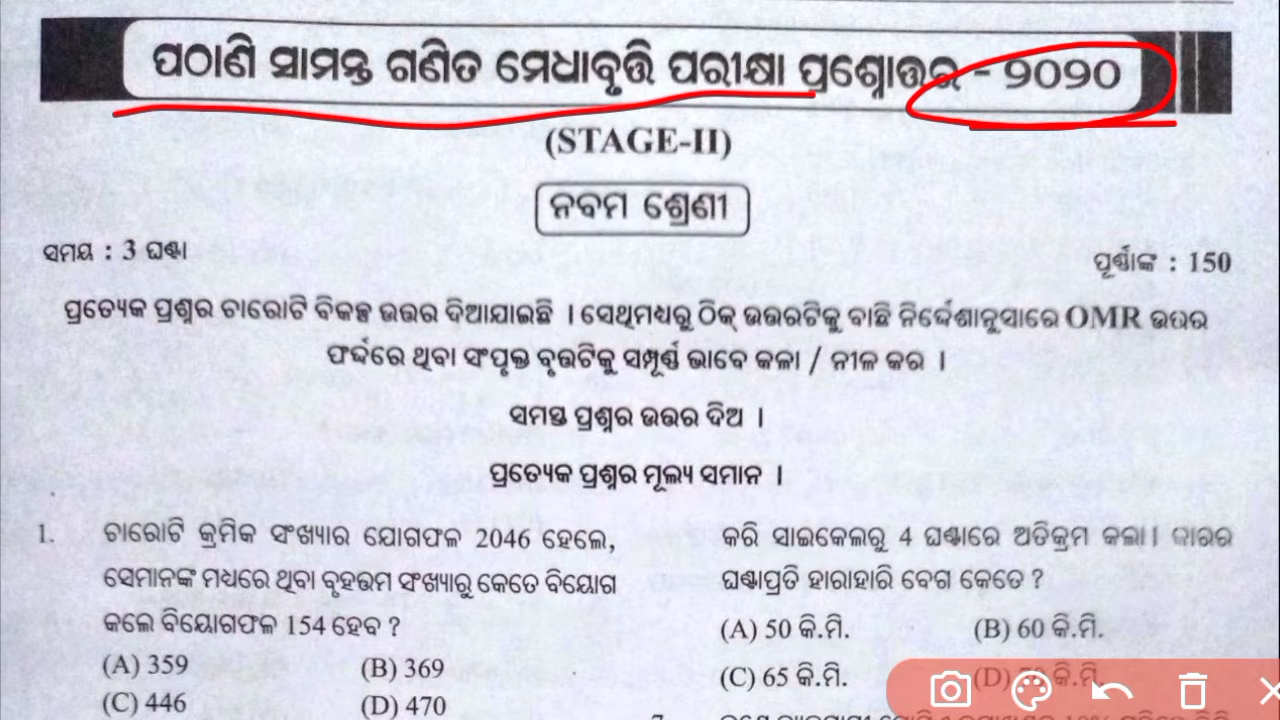 ପଠାଣି ସାମନ୍ତ ଗଣିତ ମେଧାବୃତ୍ତି ପରୀକ୍ଷା ପ୍ରଶ୍ନୋତ୍ତର - ୨୦୨୦
(STAGE-II)
ନବମ ଶ୍ରେଣୀ
ସମୟ : 3 ଘଣ୍ଟା
ପୂର୍ଣ୍ଣାଙ୍କ : 150
ପ୍ରତ୍ୟେକ ପ୍ରଶ୍ନର ଚାରୋଟି ବିକଳ୍ପ ଉତ୍ତର ଦିଆଯାଇଛି । ସେଥିମଧ୍ୟରୁ ଠିକ୍ ଉତ୍ତରଟିକୁ ବାଛି ନିର୍ଦ୍ଦେଶାନୁସାରେ OMR ଉତ୍ତର
ଫର୍ଦ୍ଦରେ ଥିବା ସଂପୃକ୍ତ ବୃତ୍ତଟିକୁ ସମ୍ପୂର୍ଣ୍ଣ ଭାବେ କଳା / ନୀଳ କର ।
ସମସ୍ତ ପ୍ରଶ୍ନର ଉତ୍ତର ଦିଅ ।
ପ୍ରତ୍ୟେକ ପ୍ରଶ୍ନର ମୂଲ୍ୟ ସମାନ ।
1. ଚାରୋଟି କ୍ରମିକ ସଂଖ୍ୟାର ଯୋଗଫଳ 2046 ହେଲେ,
ସେମାନଙ୍କ ମଧ୍ୟରେ ଥିବା ବୃହତ୍ତମ ସଂଖ୍ୟାରୁ କେତେ ବିୟୋଗ
କଲେ ବିୟୋଗଫଳ 154 ହେବ ?
(A) 359 (B) 369
(C) 446 (D) 470
କରି ସାଇକେଲରୁ 4 ଘଣ୍ଟାରେ ଅତିକ୍ରମ କଲା । କାରର
ଘଣ୍ଟାପ୍ରତି ହାରାହାରି ବେଗ କେତେ ?
(A) 50 କି.ମି. (B) 60 କି.ମି.
(C) 65 କି.ମି. (D) 70 କି.ମି.